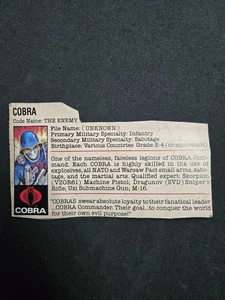 COBRA
Code Name: THE ENEMY
File Name: (UNKNOWN)
Primary Military Specialty: Infantry
Secondary Military Specialty: Sabotage
Birthplace: Various Countries Grade: E-4 (or equivalent)
One of the nameless, faceless legions of COBRA Com-
mand. Each COBRA is highly skilled in the use of
explosives, all NATO and Warsaw Pact small arms, sabo-
tage, and the martial arts. Qualified expert: Skorpion
(VZOR61) Machine Pistol; Dragunov (SVD) Sniper's
Rifle; Uzi Submachine Gun; M-16.
"COBRAS swear absolute loyalty to their fanatical leader
...COBRA Commander. Their goal...to conquer the world
for their own evil purpose!"
COBRA